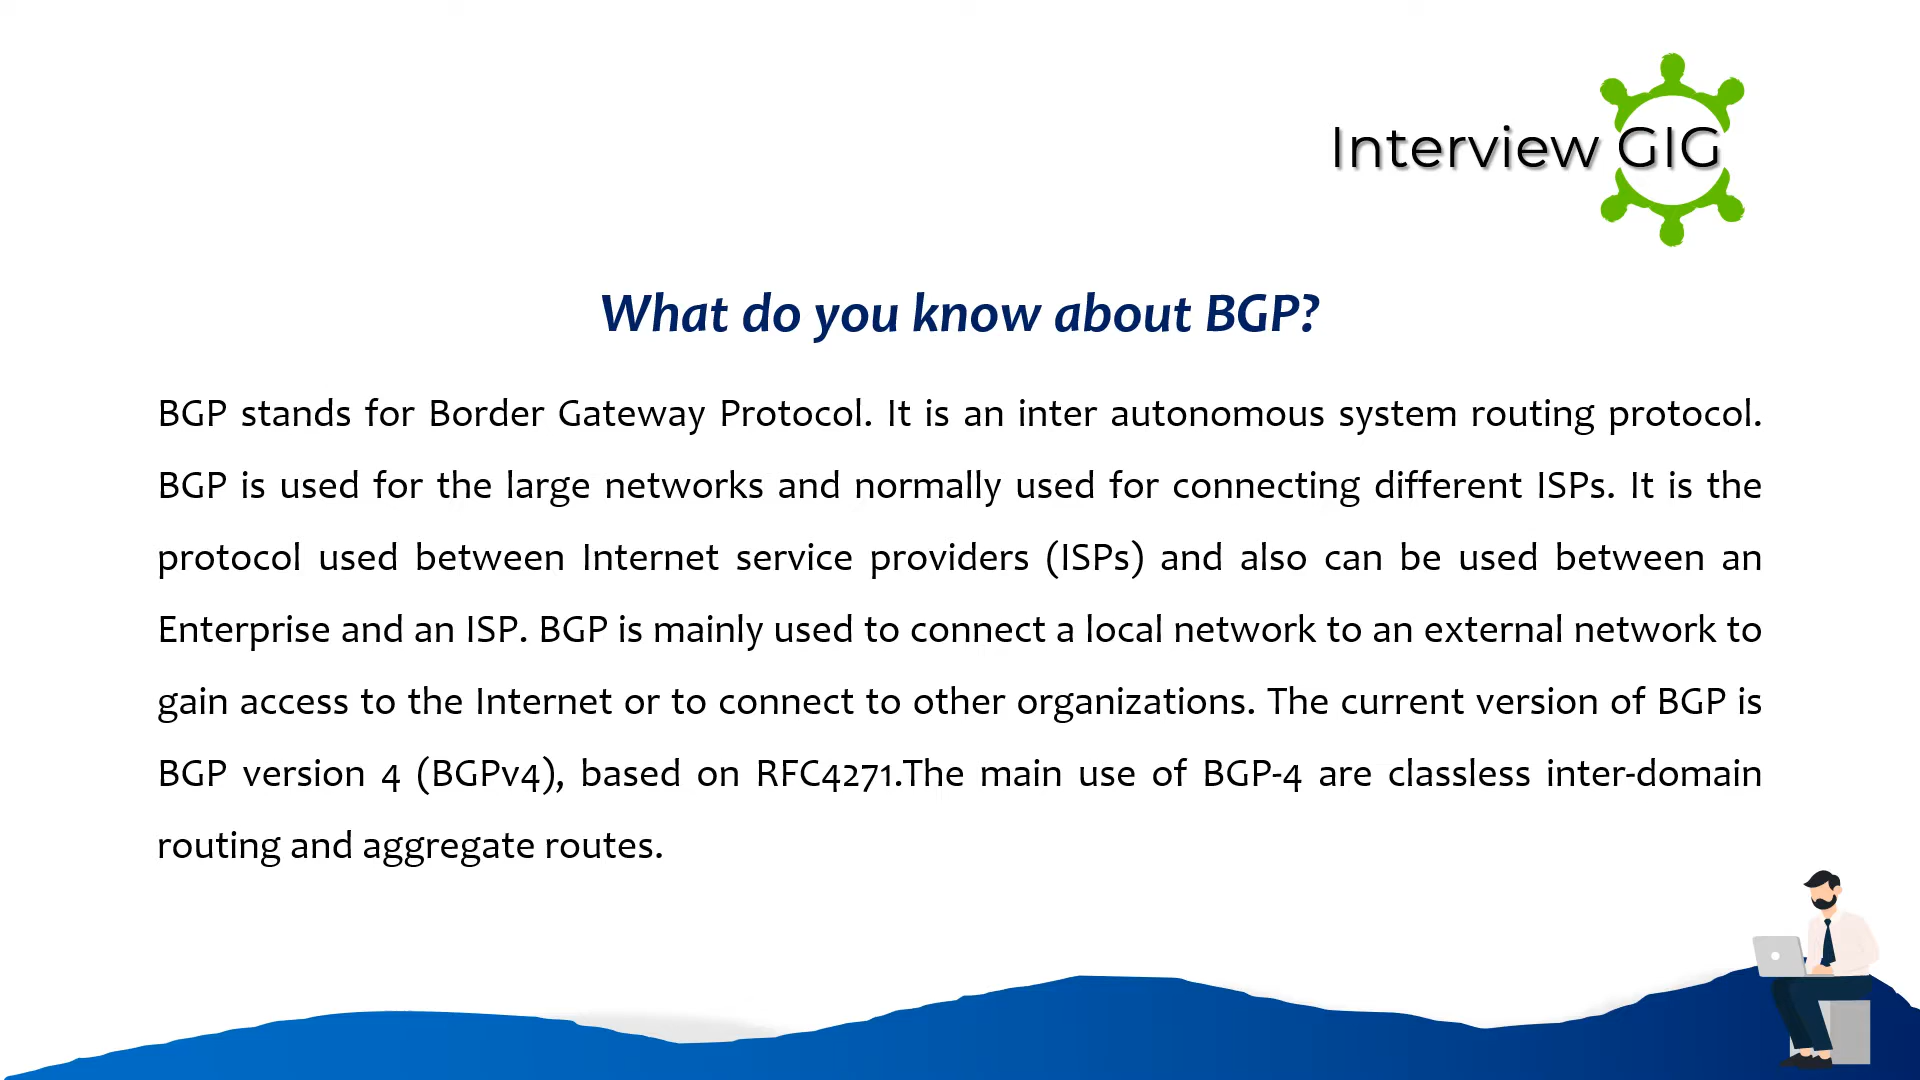 Interview GIG
What do you know about BGP?
BGP stands for Border Gateway Protocol. It is an inter autonomous system routing protocol.
BGP is used for the large networks and normally used for connecting different ISPs. It is the
protocol used between Internet service providers (ISPs) and also can be used between an
Enterprise and an ISP. BGP is mainly used to connect a local network to an external network to
gain access to the Internet or to connect to other organizations. The current version of BGP is
BGP version 4 (BGPv4), based on RFC4271.The main use of BGP-4 are classless inter-domain
routing and aggregate routes.